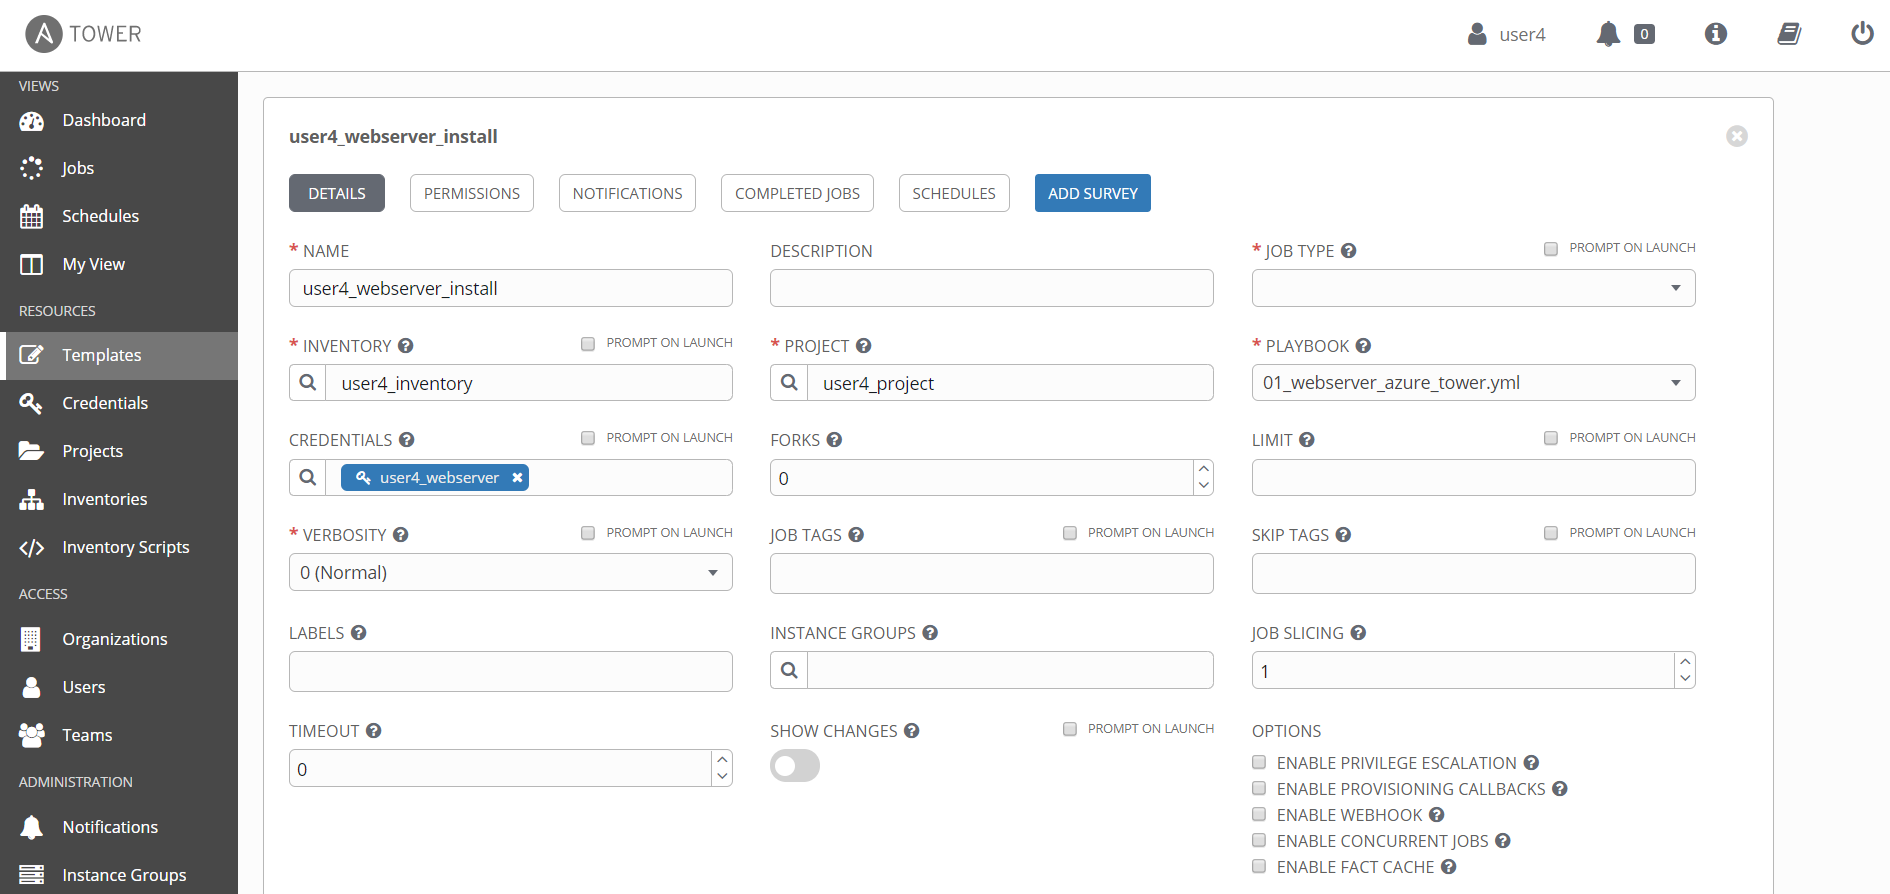 A TOWER
user4
0
VIEWS
Dashboard
Jobs
Schedules
My View
RESOURCES
Templates
Credentials
Projects
Inventories
Inventory Scripts
ACCESS
Organizations
Users
Teams
ADMINISTRATION
Notifications
Instance Groups
user4_webserver_install
DETAILS PERMISSIONS NOTIFICATIONS COMPLETED JOBS SCHEDULES ADD SURVEY
* NAME
user4_webserver_install
DESCRIPTION
* JOB TYPE ? PROMPT ON LAUNCH
* INVENTORY ? PROMPT ON LAUNCH
user4_inventory
* PROJECT ?
user4_project
* PLAYBOOK ?
01_webserver_azure_tower.yml
CREDENTIALS ? PROMPT ON LAUNCH
user4_webserver
FORKS ?
0
LIMIT ? PROMPT ON LAUNCH
* VERBOSITY ? PROMPT ON LAUNCH
0 (Normal)
JOB TAGS ? PROMPT ON LAUNCH
SKIP TAGS ? PROMPT ON LAUNCH
LABELS ?
INSTANCE GROUPS ?
JOB SLICING ?
1
TIMEOUT ?
0
SHOW CHANGES ? PROMPT ON LAUNCH
OPTIONS
ENABLE PRIVILEGE ESCALATION ?
ENABLE PROVISIONING CALLBACKS ?
ENABLE WEBHOOK ?
ENABLE CONCURRENT JOBS ?
ENABLE FACT CACHE ?